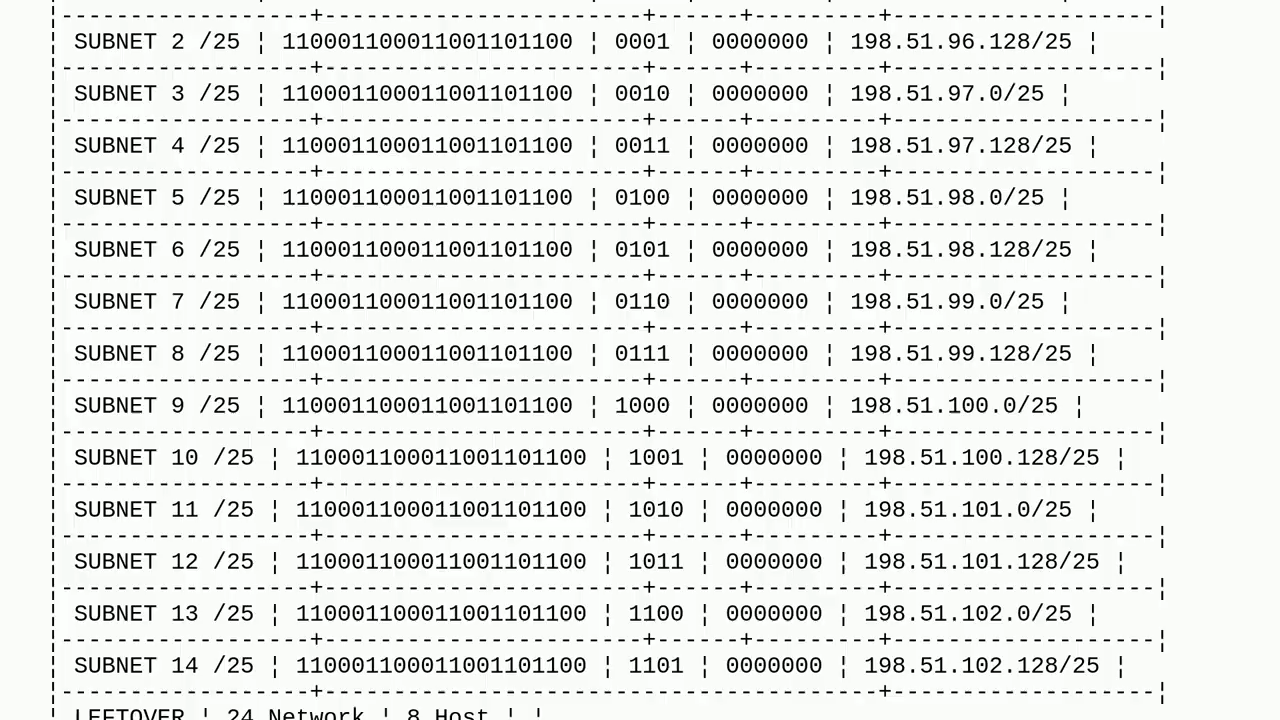 SUBNET 2 /25 ¦ 110001100011001101100 ¦ 0001 ¦ 0000000 ¦ 198.51.96.128/25 ¦
SUBNET 3 /25 ¦ 110001100011001101100 ¦ 0010 ¦ 0000000 ¦ 198.51.97.0/25 ¦
SUBNET 4 /25 ¦ 110001100011001101100 ¦ 0011 ¦ 0000000 ¦ 198.51.97.128/25 ¦
SUBNET 5 /25 ¦ 110001100011001101100 ¦ 0100 ¦ 0000000 ¦ 198.51.98.0/25 ¦
SUBNET 6 /25 ¦ 110001100011001101100 ¦ 0101 ¦ 0000000 ¦ 198.51.98.128/25 ¦
SUBNET 7 /25 ¦ 110001100011001101100 ¦ 0110 ¦ 0000000 ¦ 198.51.99.0/25 ¦
SUBNET 8 /25 ¦ 110001100011001101100 ¦ 0111 ¦ 0000000 ¦ 198.51.99.128/25 ¦
SUBNET 9 /25 ¦ 110001100011001101100 ¦ 1000 ¦ 0000000 ¦ 198.51.100.0/25 ¦
SUBNET 10 /25 ¦ 110001100011001101100 ¦ 1001 ¦ 0000000 ¦ 198.51.100.128/25 ¦
SUBNET 11 /25 ¦ 110001100011001101100 ¦ 1010 ¦ 0000000 ¦ 198.51.101.0/25 ¦
SUBNET 12 /25 ¦ 110001100011001101100 ¦ 1011 ¦ 0000000 ¦ 198.51.101.128/25 ¦
SUBNET 13 /25 ¦ 110001100011001101100 ¦ 1100 ¦ 0000000 ¦ 198.51.102.0/25 ¦
SUBNET 14 /25 ¦ 110001100011001101100 ¦ 1101 ¦ 0000000 ¦ 198.51.102.128/25 ¦
LEFTOVER ¦ 24 Network ¦ 8 Host ¦ ¦